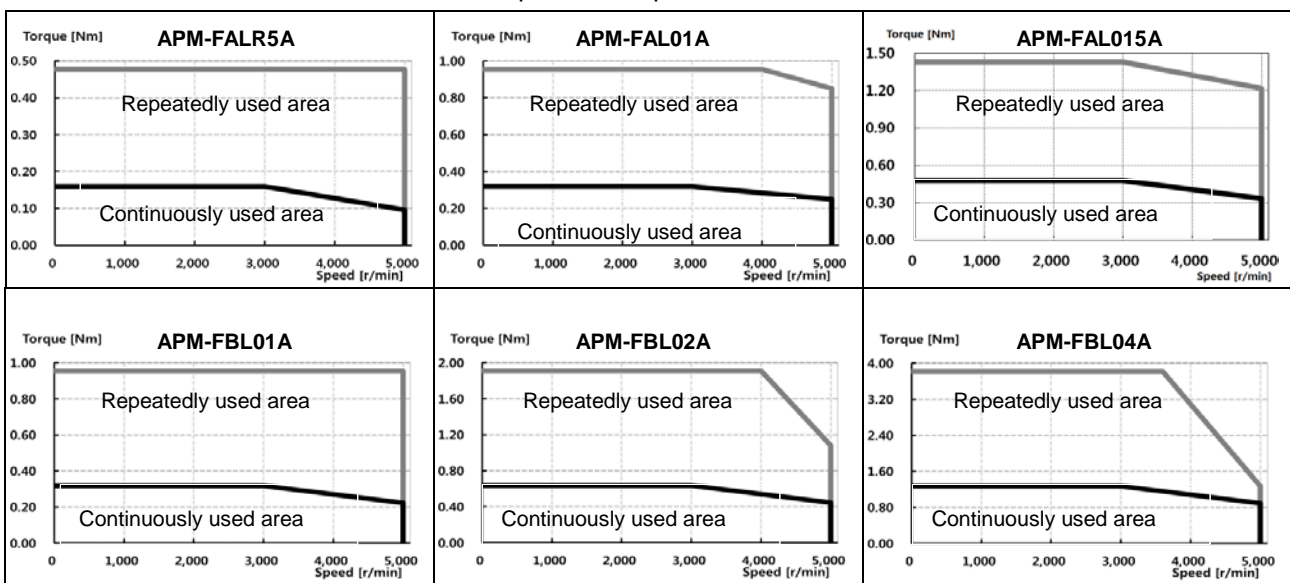 Torque [Nm] APM-FALR5A
0.50
0.40
Repeatedly used area
0.30
0.20
0.10
Continuously used area
0.00
0 1,000 2,000 3,000 4,000 5,000
Speed [r/min]
Torque [Nm] APM-FAL01A
1.00
0.80
Repeatedly used area
0.60
0.40
0.20
Continuously used area
0.00
0 1,000 2,000 3,000 4,000 5,000
Speed [r/min]
Torque [Nm] APM-FAL015A
1.50
1.20
Repeatedly used area
0.90
0.60
0.30
Continuously used area
0.00
0 1,000 2,000 3,000 4,000 5,000
Speed [r/min]
Torque [Nm] APM-FBL01A
1.00
0.80
Repeatedly used area
0.60
0.40
0.20
Continuously used area
0.00
0 1,000 2,000 3,000 4,000 5,000
Speed [r/min]
Torque [Nm] APM-FBL02A
2.00
1.60
Repeatedly used area
1.20
0.80
0.40
Continuously used area
0.00
0 1,000 2,000 3,000 4,000 5,000
Speed [r/min]
Torque [Nm] APM-FBL04A
4.00
3.20
Repeatedly used area
2.40
1.60
0.80
Continuously used area
0.00
0 1,000 2,000 3,000 4,000 5,000
Speed [r/min]